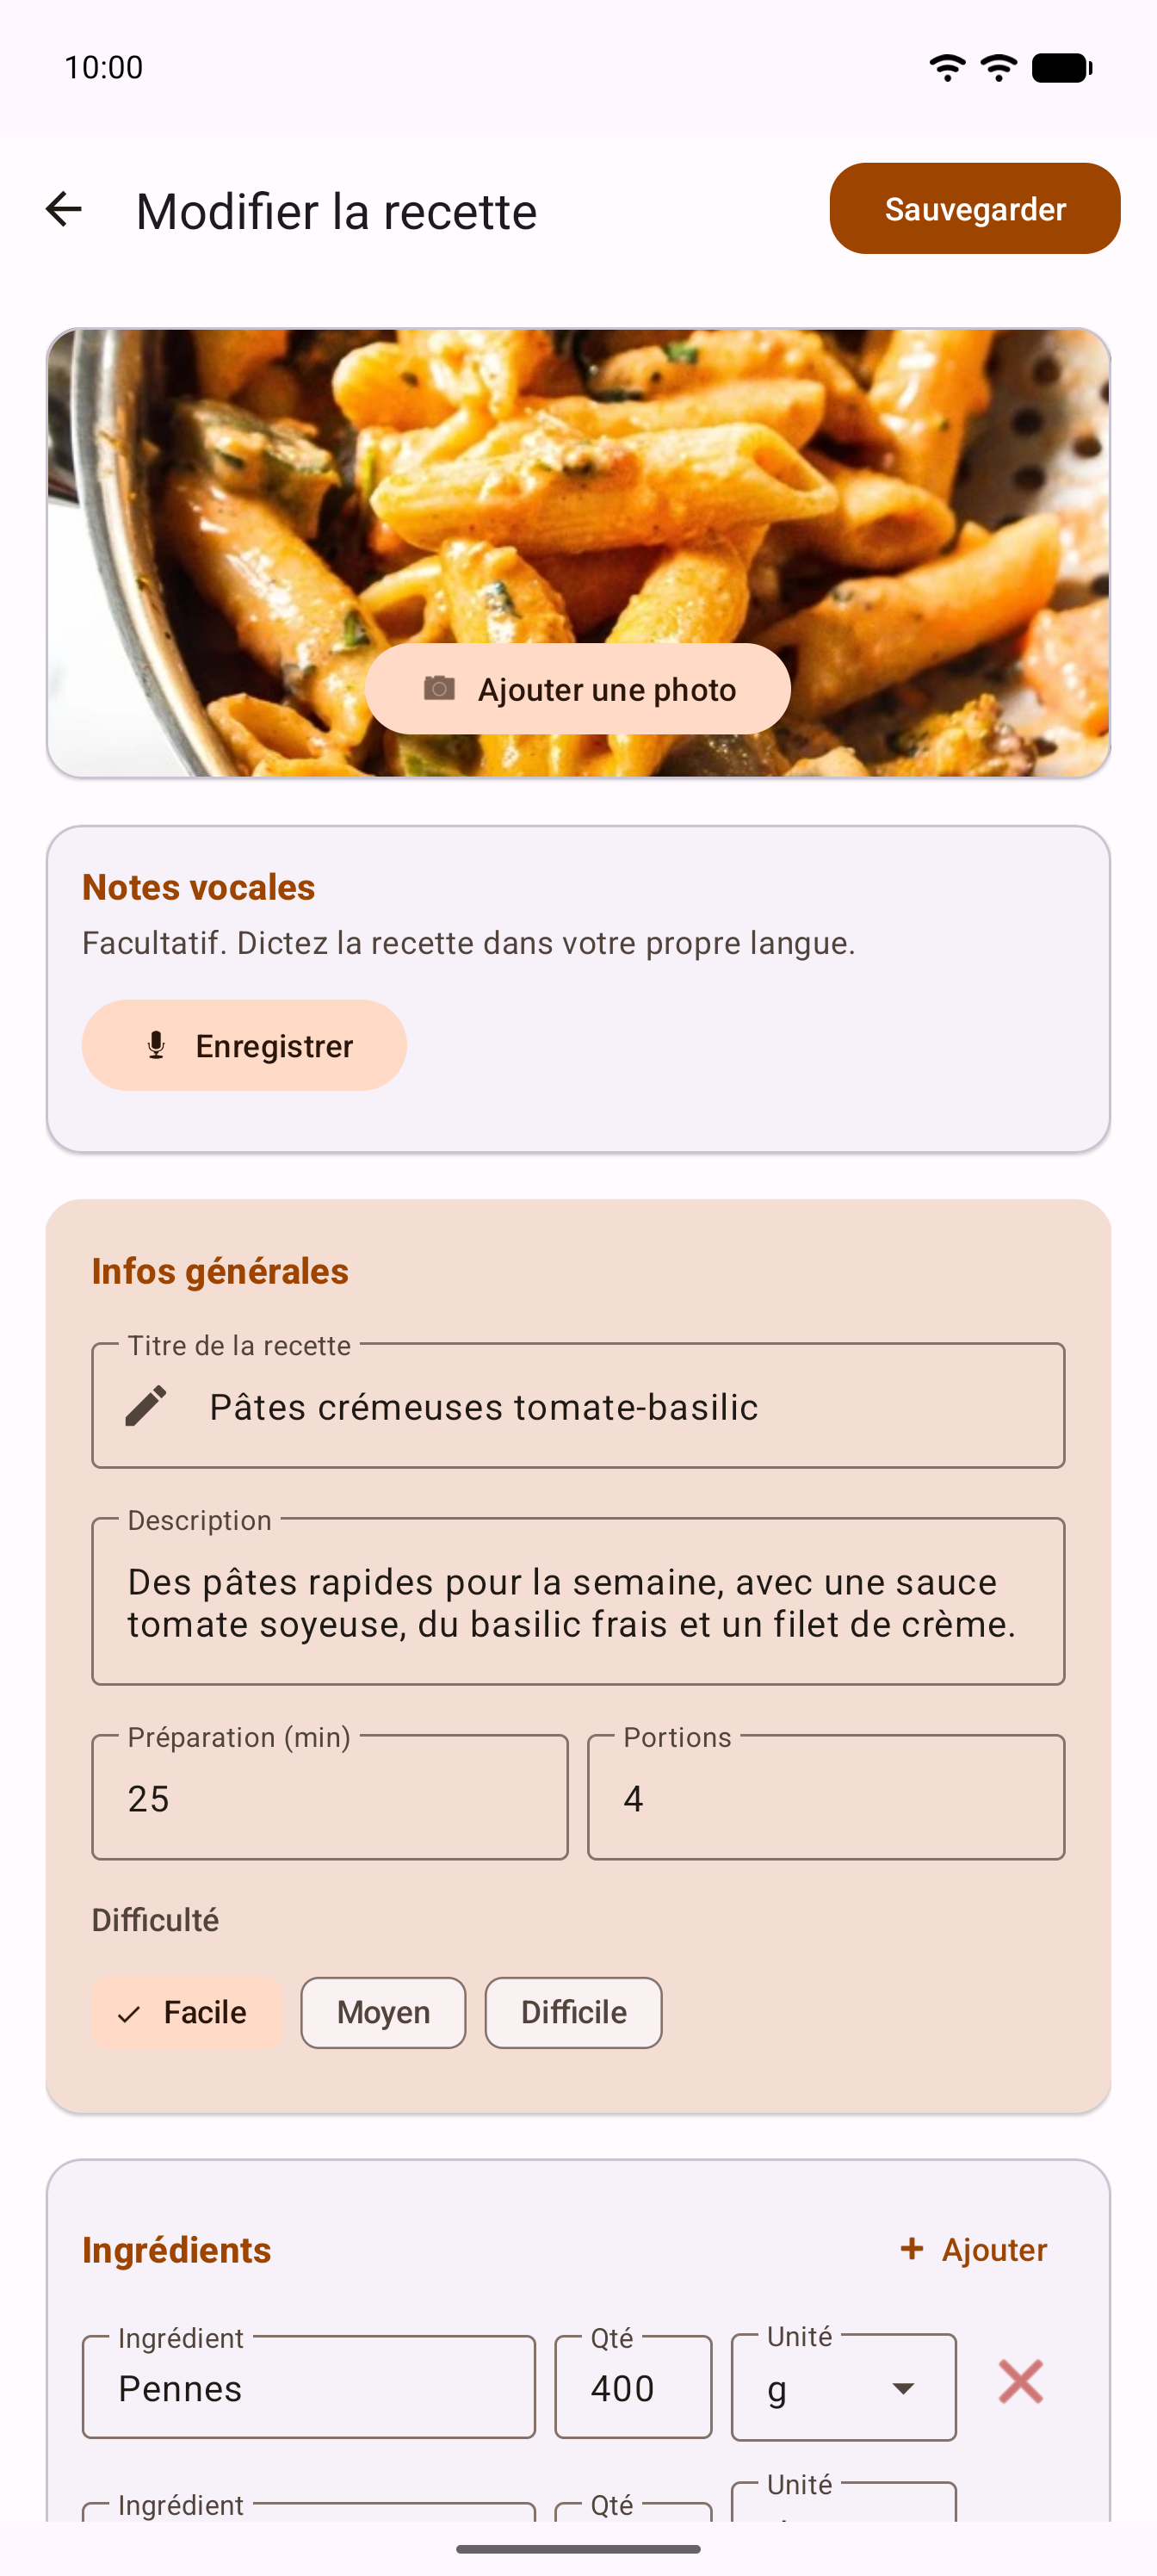 10:00
Modifier la recette
Sauvegarder
Ajouter une photo
Notes vocales
Facultatif. Dictez la recette dans votre propre langue.
Enregistrer
Infos générales
Titre de la recette
Pâtes crémeuses tomate-basilic
Description
Des pâtes rapides pour la semaine, avec une sauce
tomate soyeuse, du basilic frais et un filet de crème.
Préparation (min) Portions
25 4
Difficulté
Facile Moyen Difficile
Ingrédients + Ajouter
Ingrédient Qté Unité
Pennes 400 g
Ingrédient Qté Unité